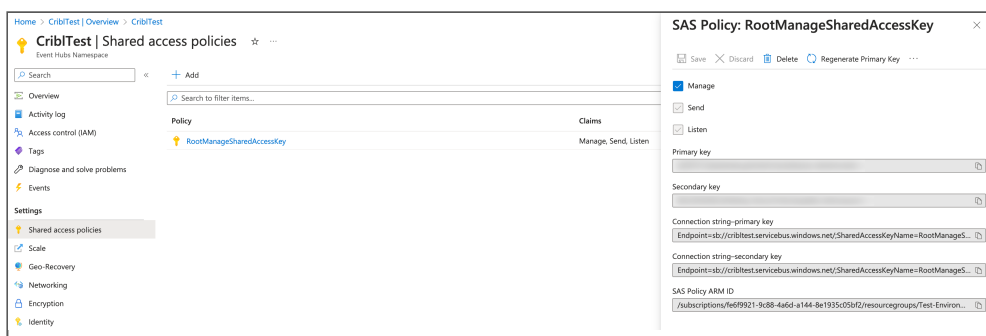 Home > CriblTest | Overview > CriblTest
CriblTest | Shared access policies
Event Hubs Namespace
Search
Overview
Activity log
Access control (IAM)
Tags
Diagnose and solve problems
Events
Settings
Shared access policies
Scale
Geo-Recovery
Networking
Encryption
Identity
Add
Search to filter items...
Policy Claims
RootManageSharedAccessKey Manage, Send, Listen
SAS Policy: RootManageSharedAccessKey
Save Discard Delete Regenerate Primary Key ...
Manage
Send
Listen
Primary key
Secondary key
Connection string–primary key
Endpoint=sb://cribltest.servicebus.windows.net/;SharedAccessKeyName=RootManageS...
Connection string–secondary key
Endpoint=sb://cribltest.servicebus.windows.net/;SharedAccessKeyName=RootManageS...
SAS Policy ARM ID
/subscriptions/fe6f9921-9c88-4a6d-a144-8e1935c05bf2/resourcegroups/Test-Environ...